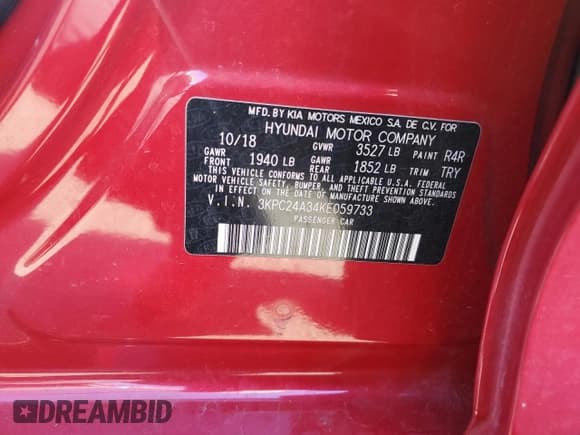 MFD. BY KIA MOTORS MEXICO S.A. DE C.V. FOR
HYUNDAI MOTOR COMPANY
10/18 GVWR 3527 LB PAINT R4R
GAWR FRONT 1940 LB GAWR REAR 1852 LB TRIM TRY
THIS VEHICLE CONFORMS TO ALL APPLICABLE U.S.A. FEDERAL
MOTOR VEHICLE SAFETY, BUMPER, AND THEFT PREVENTION STANDARDS
IN EFFECT ON THE DATE OF MANUFACTURE SHOWN ABOVE.
V.I.N. 3KPC24A34KE059733
PASSENGER CAR
DREAMBID